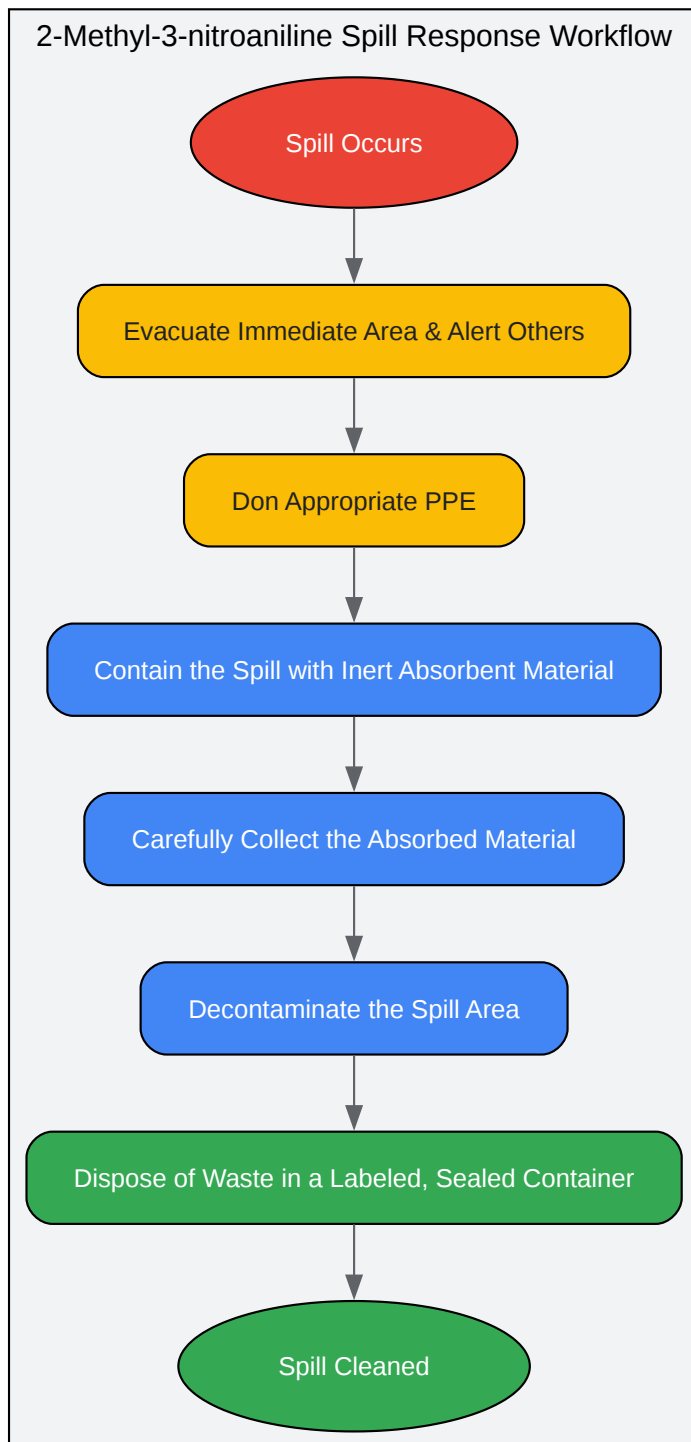 2-Methyl-3-nitroaniline Spill Response Workflow
Spill Occurs
Evacuate Immediate Area & Alert Others
Don Appropriate PPE
Contain the Spill with Inert Absorbent Material
Carefully Collect the Absorbed Material
Decontaminate the Spill Area
Dispose of Waste in a Labeled, Sealed Container
Spill Cleaned